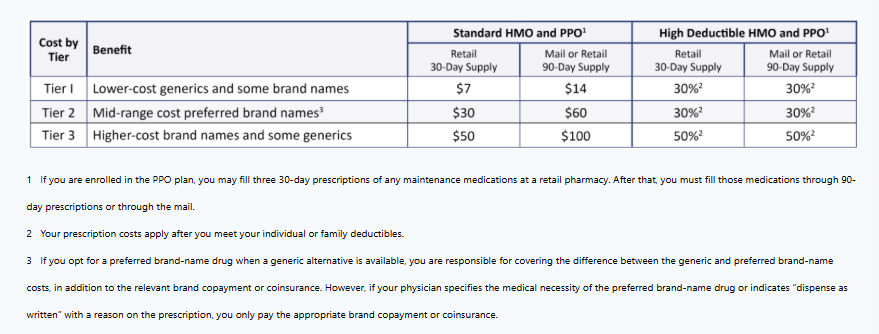 Cost by Tier Benefit Standard HMO and PPO¹ High Deductible HMO and PPO¹
Retail 30-Day Supply Mail or Retail 90-Day Supply Retail 30-Day Supply Mail or Retail 90-Day Supply
Tier I Lower-cost generics and some brand names $7 $14 30%² 30%²
Tier 2 Mid-range cost preferred brand names³ $30 $60 30%² 30%²
Tier 3 Higher-cost brand names and some generics $50 $100 50%² 50%²
1 If you are enrolled in the PPO plan, you may fill three 30-day prescriptions of any maintenance medications at a retail pharmacy. After that, you must fill those medications through 90-
day prescriptions or through the mail.
2 Your prescription costs apply after you meet your individual or family deductibles.
3 If you opt for a preferred brand-name drug when a generic alternative is available, you are responsible for covering the difference between the generic and preferred brand-name
costs, in addition to the relevant brand copayment or coinsurance. However, if your physician specifies the medical necessity of the preferred brand-name drug or indicates "dispense as
written" with a reason on the prescription, you only pay the appropriate brand copayment or coinsurance.